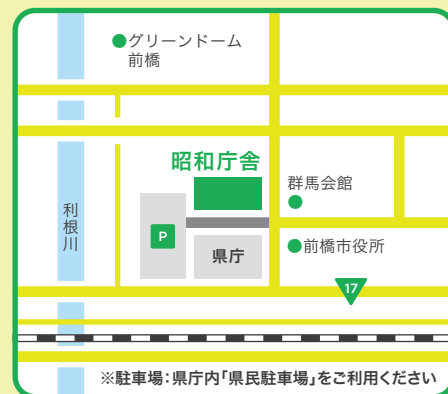 グリーンドーム
前橋
昭和庁舎
群馬会館
利根川
P
県庁
前橋市役所
17
※駐車場:県庁内「県民駐車場」をご利用ください